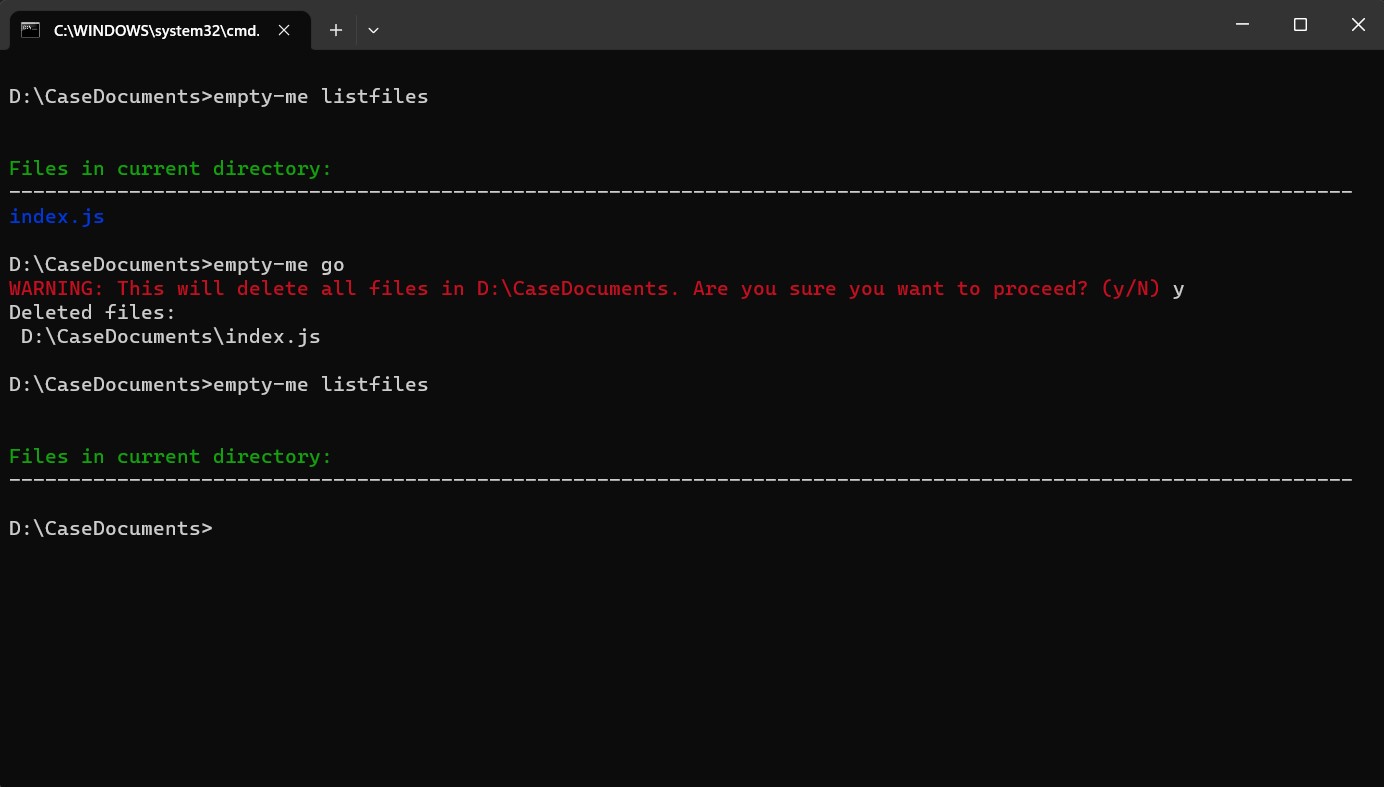 C:\WINDOWS\system32\cmd.
D:\CaseDocuments>empty-me listfiles
Files in current directory:
----------------------------------------------------------------------------------------------------------------
index.js
D:\CaseDocuments>empty-me go
WARNING: This will delete all files in D:\CaseDocuments. Are you sure you want to proceed? (y/N) y
Deleted files:
 D:\CaseDocuments\index.js
D:\CaseDocuments>empty-me listfiles
Files in current directory:
----------------------------------------------------------------------------------------------------------------
D:\CaseDocuments>